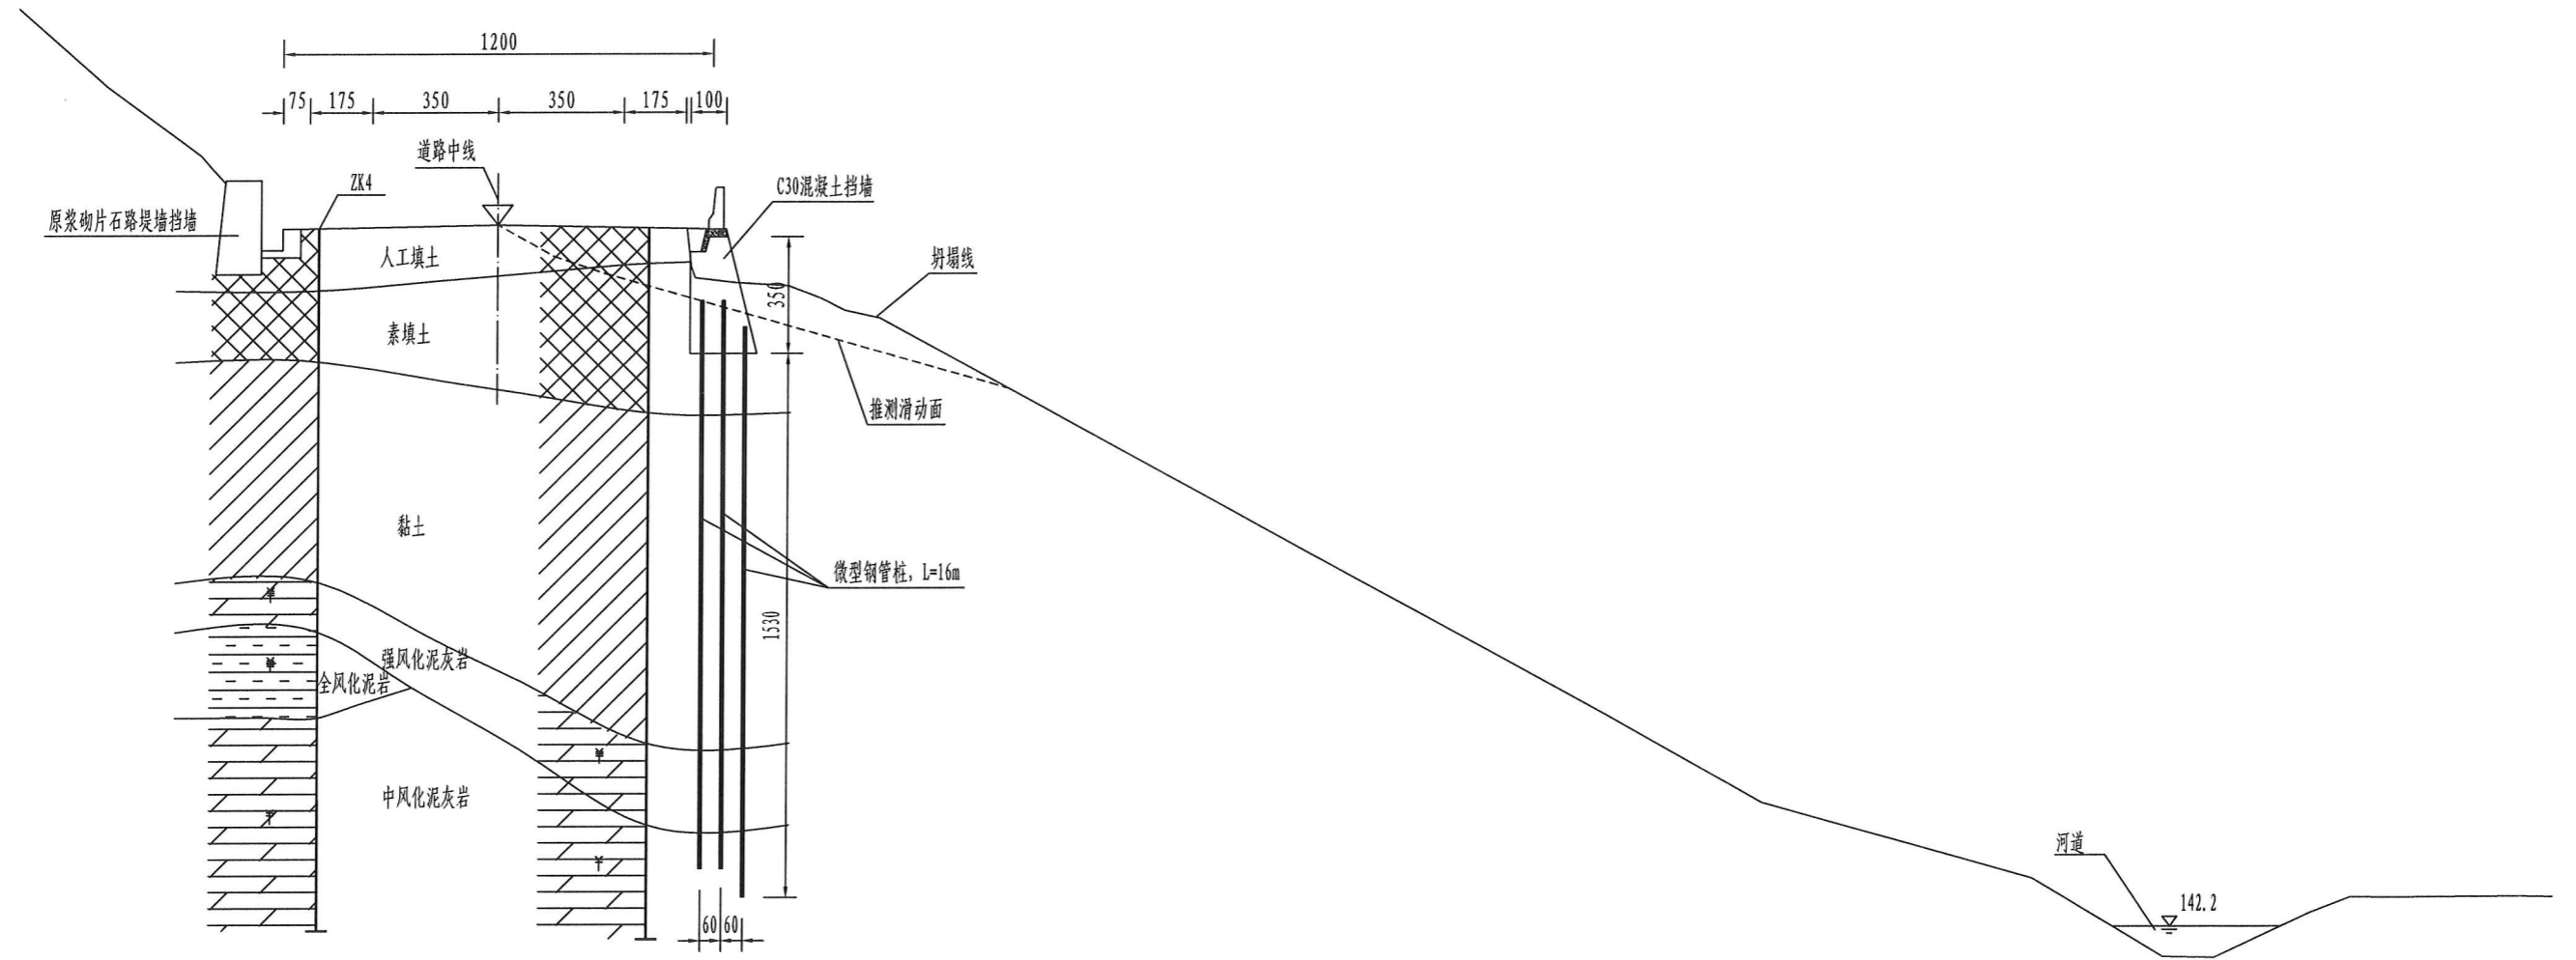 1200
75 175 350 350 175 100
道路中线
ZK4
C30混凝土挡墙
原浆砌片石路堤墙挡墙
人工填土
坍塌线
350
素填土
推测滑动面
黏土
微型钢管桩, L=16m
1530
强风化泥灰岩
全风化泥岩
中风化泥灰岩
河道
142.2
60 60